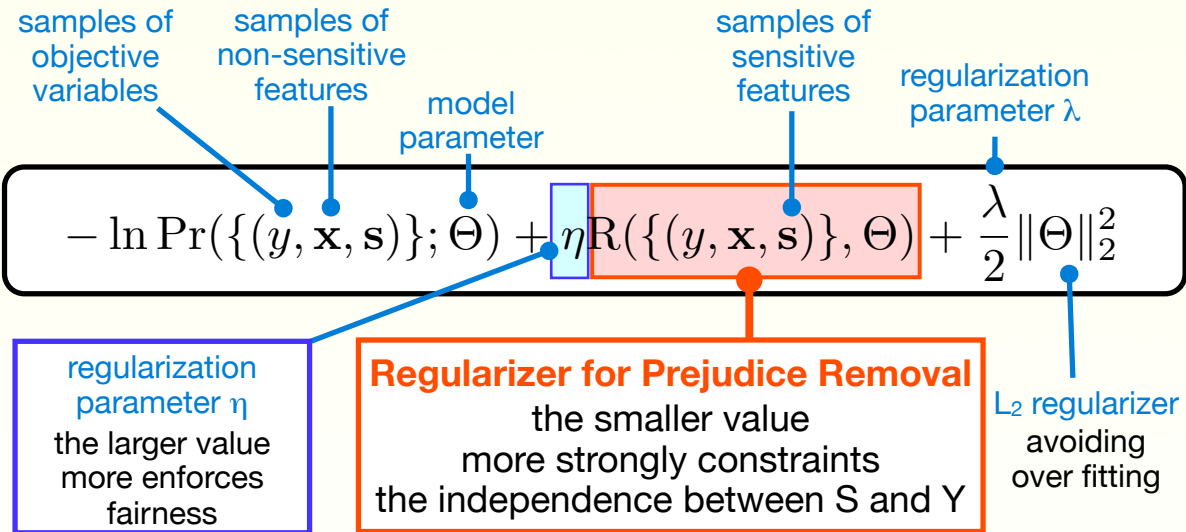 samples of
objective
variables
samples of
non-sensitive
features
model
parameter
samples of
sensitive
features
regularization
parameter λ
− ln Pr({(y, x, s)}; Θ) + ηR({(y, x, s)}, Θ) + λ/2 ‖Θ‖₂²
regularization
parameter η
the larger value
more enforces
fairness
Regularizer for Prejudice Removal
the smaller value
more strongly constraints
the independence between S and Y
L₂ regularizer
avoiding
over fitting